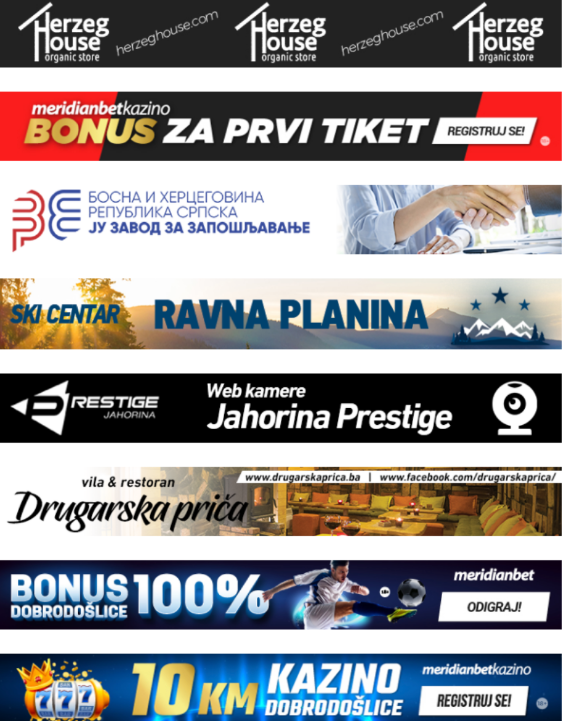 Herzeg
House
organic store
herzeghouse.com
Herzeg
House
organic store
herzeghouse.com
Herzeg
House
organic store
meridianbetkazino
BONUS ZA PRVI TIKET
REGISTRUJ SE!
БОСНА И ХЕРЦЕГОВИНА
РЕПУБЛИКА СРПСКА
ЈУ ЗАВОД ЗА ЗАПОШЉАВАЊЕ
SKI CENTAR
RAVNA PLANINA
PRESTIGE
JAHORINA
Web kamere
Jahorina Prestige
vila & restoran
Drugarska priča
www.drugarskaprica.ba | www.facebook.com/drugarskaprica/
BONUS
DOBRODOŠLICE
100%
18+
meridianbet
ODIGRAJ!
777
10 KM
KAZINO
DOBRODOŠLICE
meridianbetkazino
REGISTRUJ SE!